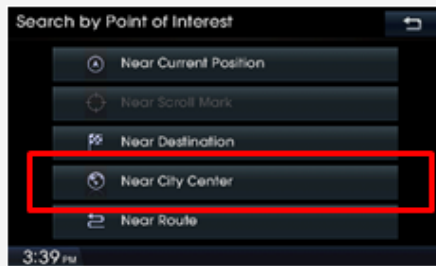 Search by Point of Interest
Near Current Position
Near Scroll Mark
Near Destination
Near City Center
Near Route
3:39 PM